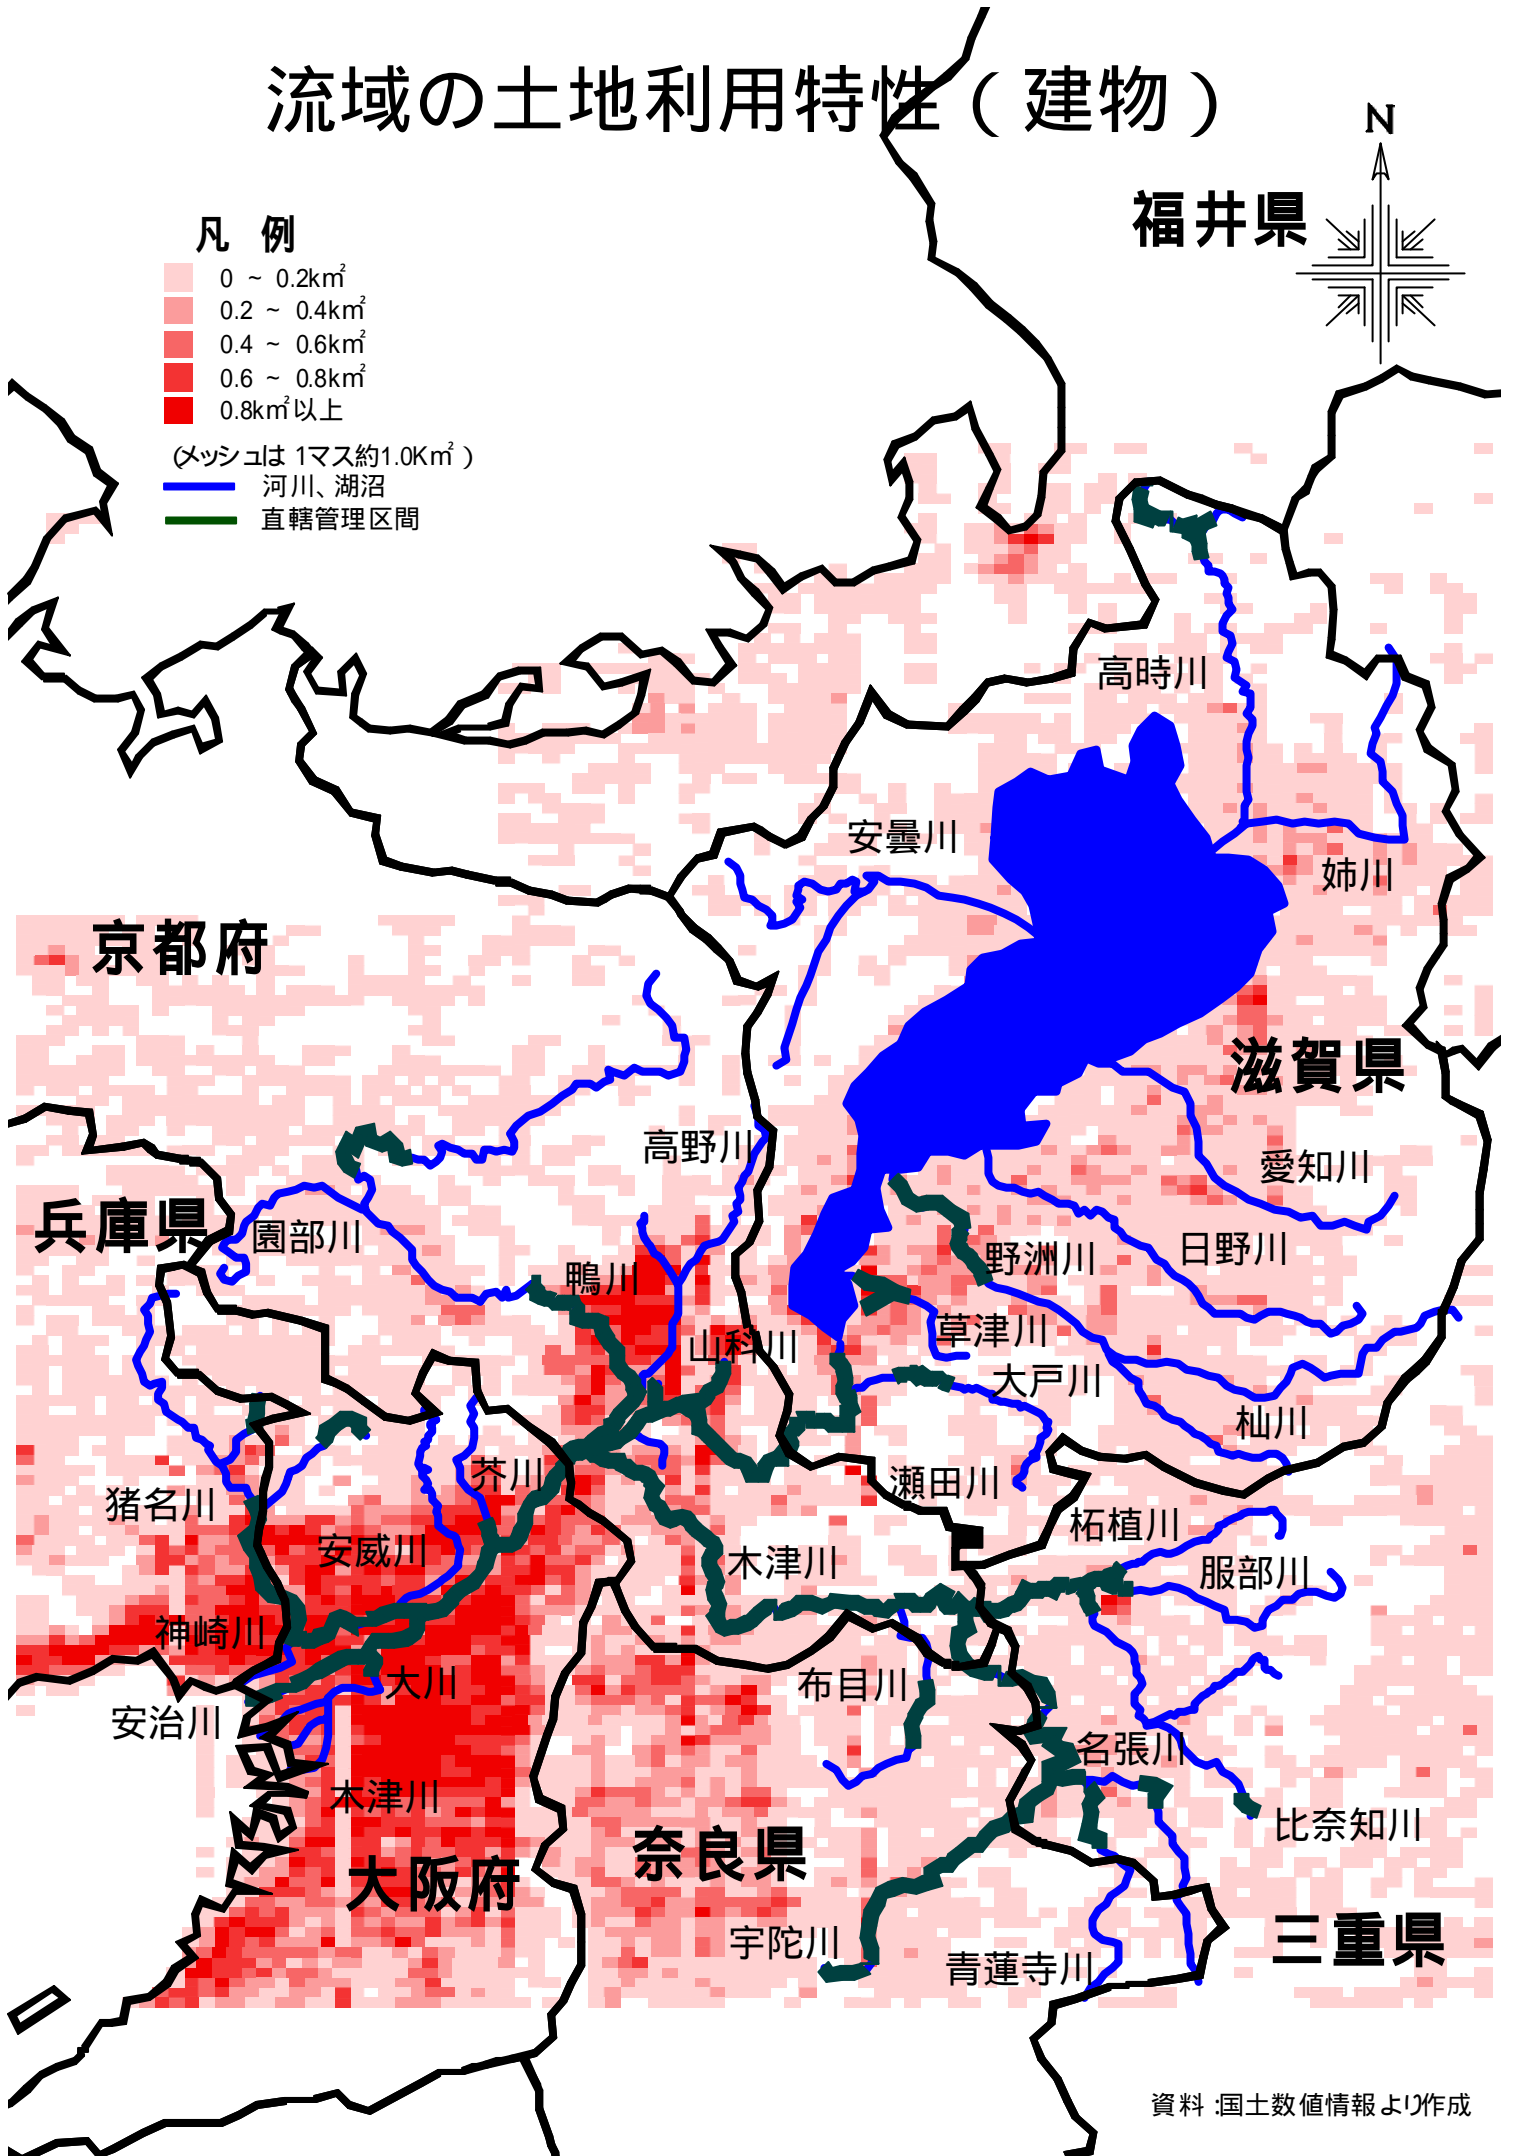 流域の土地利用特性（建物）
N
福井県
凡 例
0 ~ 0.2k㎡
0.2 ~ 0.4k㎡
0.4 ~ 0.6k㎡
0.6 ~ 0.8k㎡
0.8k㎡以上
(メッシュは 1マス約1.0K㎡ )
河川、湖沼
直轄管理区間
高時川
安曇川
姉川
京都府
滋賀県
高野川
愛知川
兵庫県
園部川
日野川
野洲川
鴨川
草津川
山科川
大戸川
杣川
芥川
瀬田川
猪名川
柘植川
安威川
木津川
服部川
神崎川
大川
布目川
安治川
名張川
木津川
比奈知川
奈良県
大阪府
宇陀川
三重県
青蓮寺川
資料 :国土数値情報より作成